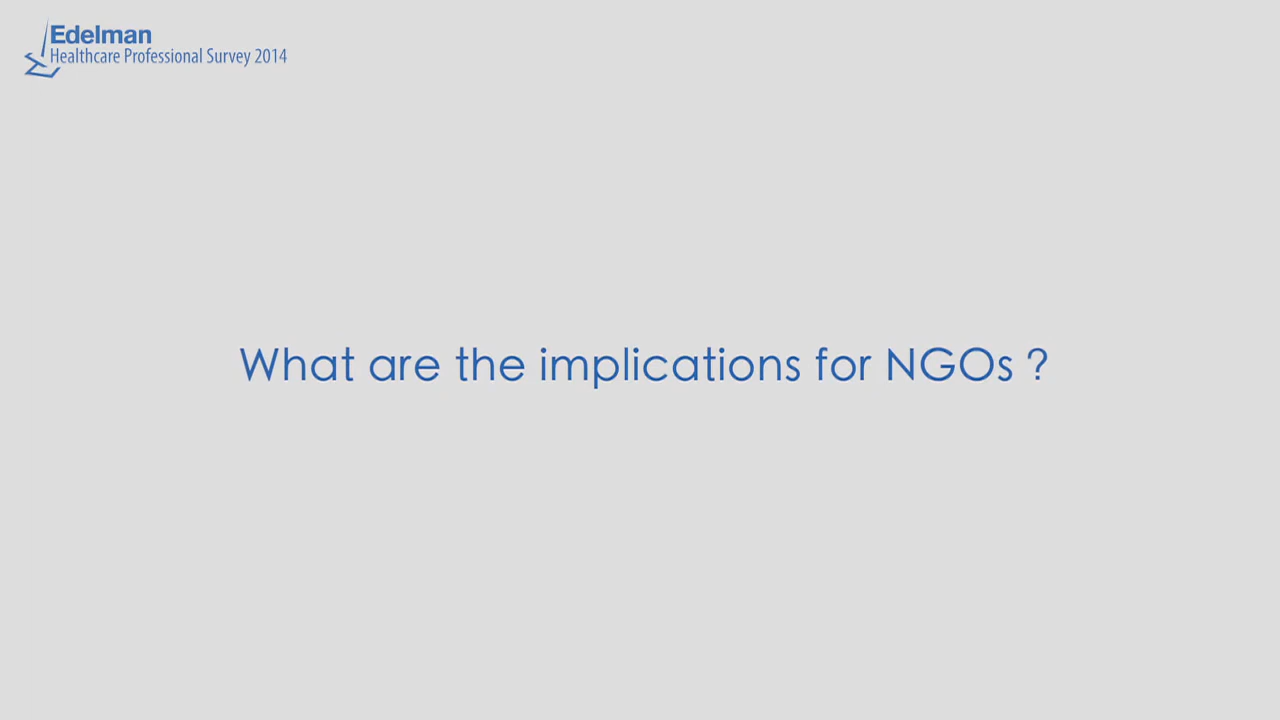 Edelman
Healthcare Professional Survey 2014
What are the implications for NGOs ?